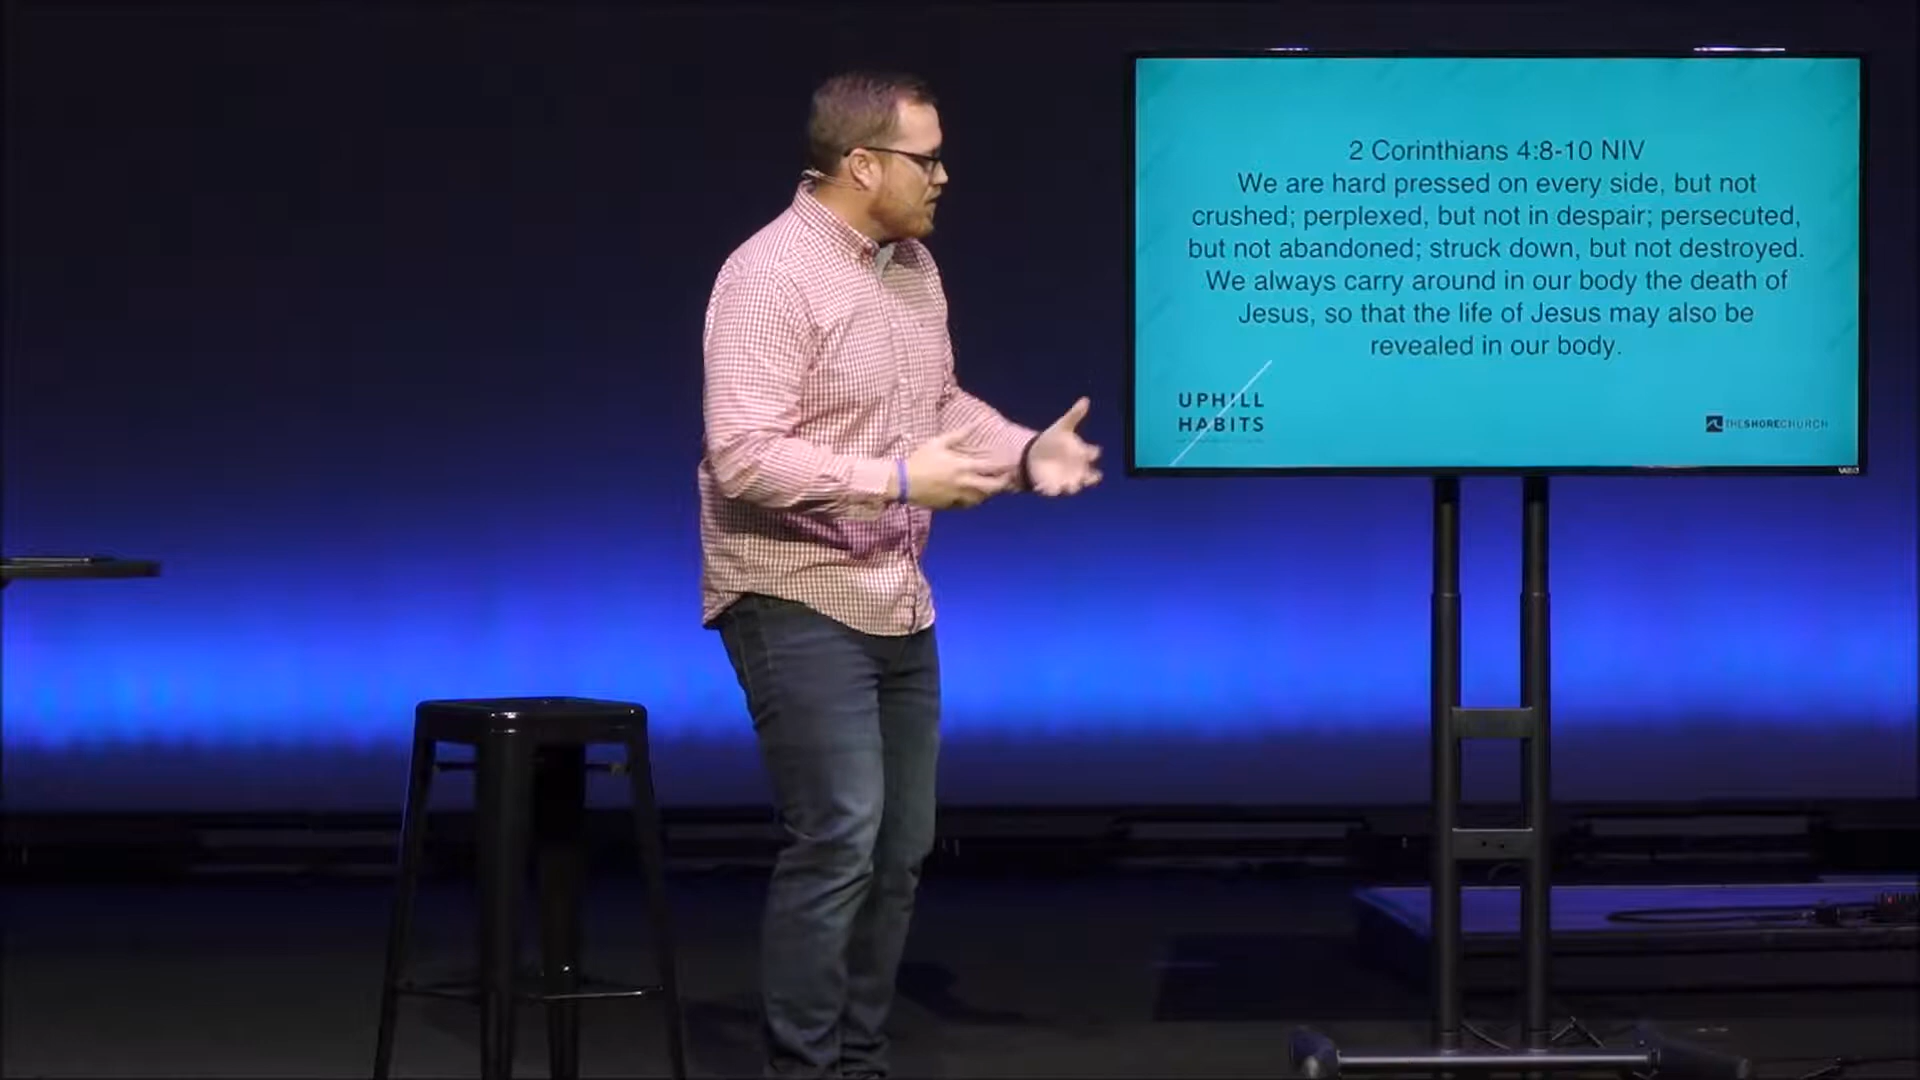 2 Corinthians 4:8-10 NIV
We are hard pressed on every side, but not
crushed; perplexed, but not in despair; persecuted,
but not abandoned; struck down, but not destroyed.
We always carry around in our body the death of
Jesus, so that the life of Jesus may also be
revealed in our body.
UPHILL
HABITS
THESHORECHURCH
VIZIO